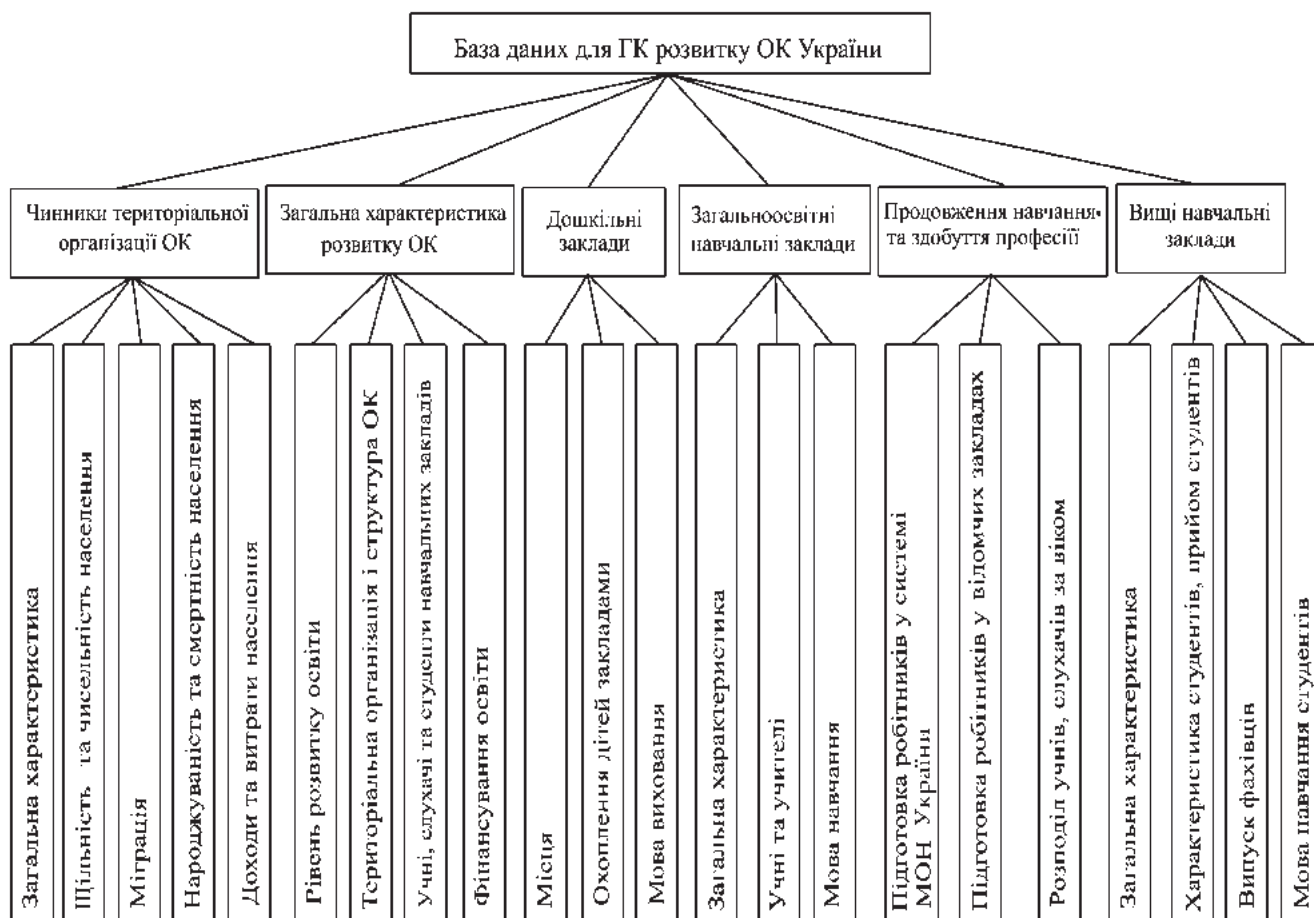 База даних для ГК розвитку ОК України
Чинники територіальної
організації ОК
Загальна характеристика
розвитку ОК
Дошкільні
заклади
Загальноосвітні
навчальні заклади
Продовження навчання
та здобуття професіїї
Вищі навчальні
заклади
Загальна характеристика
Щільність та чисельність населення
Міграція
Народжуваність та смертність населення
Доходи та витрати населення
Рівень розвитку освіти
Територіальна організація і структура ОК
Учні, слухачі та студенти навчальних закладів
Фінансування освіти
Місця
Охоплення дітей закладами
Мова виховання
Загальна характеристика
Учні та учителі
Мова навчання
Підготовка робітників у системі
МОН України
Підготовка робітників у відомчих закладах
Розподіл учнів, слухачів за віком
Загальна характеристика
Характеристика студентів, прийом студентів
Випуск фахівців
Мова навчання студентів